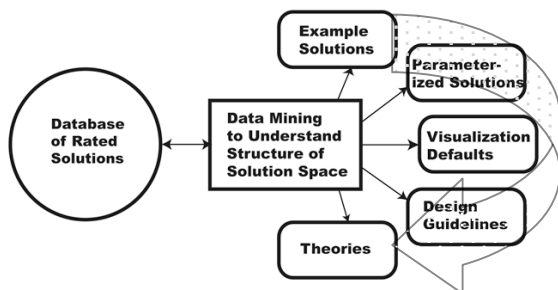 Example
Solutions
Parameter-
ized Solutions
Database
of Rated
Solutions
Data Mining
to Understand
Structure of
Solution Space
Visualization
Defaults
Design
Guidelines
Theories